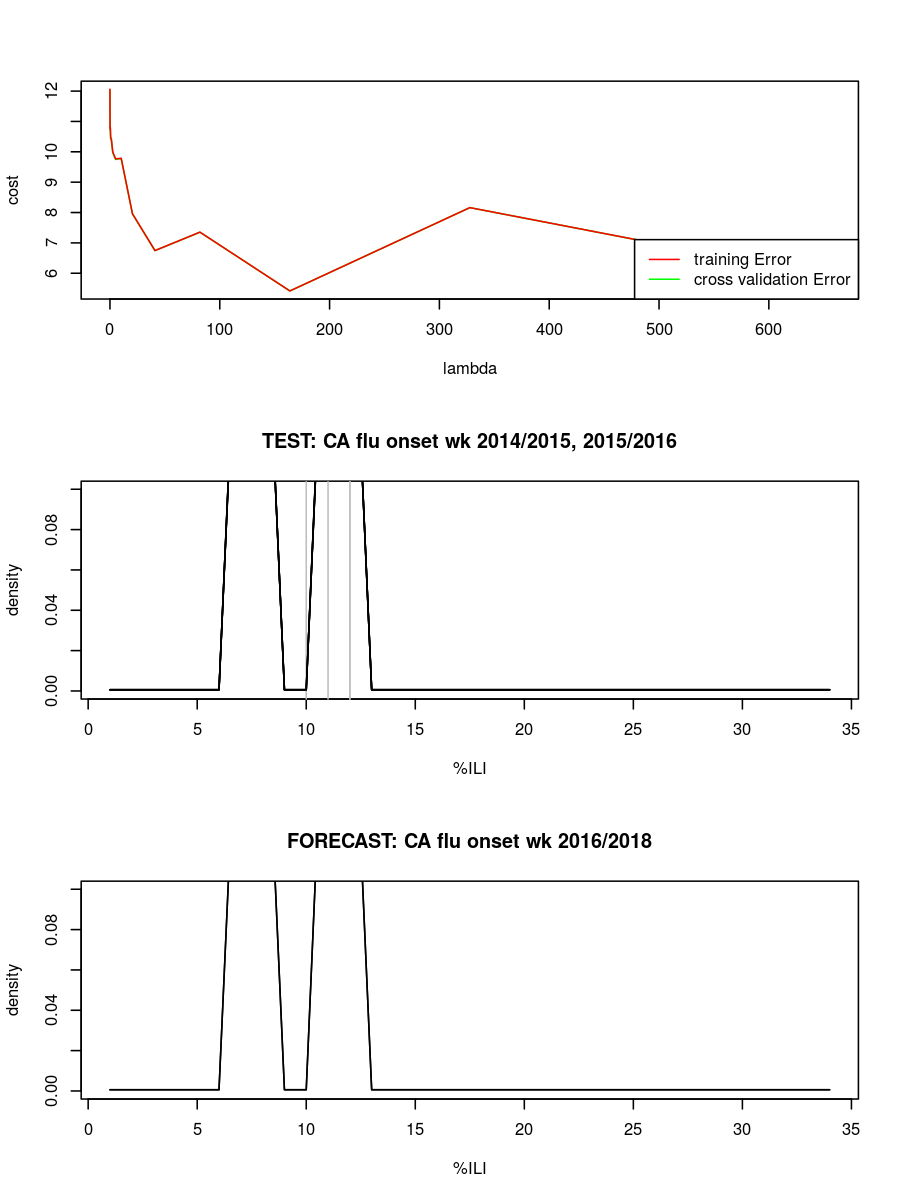 12
10
9
8
7
6
cost
training Error
cross validation Error
0 100 200 300 400 500 600
lambda
TEST: CA flu onset wk 2014/2015, 2015/2016
0.08
0.04
0.00
density
0 5 10 15 20 25 30 35
%ILI
FORECAST: CA flu onset wk 2016/2018
0.08
0.04
0.00
density
0 5 10 15 20 25 30 35
%ILI